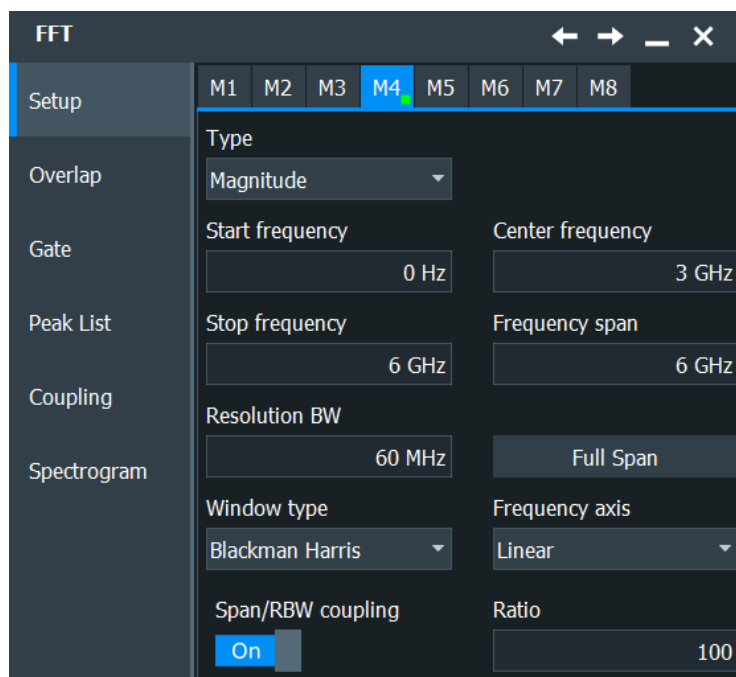 FFT
Setup
Overlap
Gate
Peak List
Coupling
Spectrogram
M1 M2 M3 M4 M5 M6 M7 M8
Type
Magnitude
Start frequency Center frequency
0 Hz 3 GHz
Stop frequency Frequency span
6 GHz 6 GHz
Resolution BW
60 MHz Full Span
Window type Frequency axis
Blackman Harris Linear
Span/RBW coupling Ratio
On 100